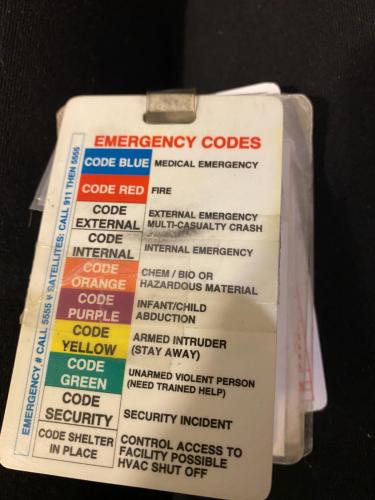 EMERGENCY CODES
EMERGENCY # CALL 5555 * SATELLITES: CALL 911 THEN 5555
CODE BLUE MEDICAL EMERGENCY
CODE RED FIRE
CODE EXTERNAL EXTERNAL EMERGENCY
MULTI-CASUALTY CRASH
CODE INTERNAL INTERNAL EMERGENCY
CODE ORANGE CHEM / BIO OR
HAZARDOUS MATERIAL
CODE PURPLE INFANT/CHILD
ABDUCTION
CODE YELLOW ARMED INTRUDER
(STAY AWAY)
CODE GREEN UNARMED VIOLENT PERSON
(NEED TRAINED HELP)
CODE SECURITY SECURITY INCIDENT
CODE SHELTER IN PLACE CONTROL ACCESS TO
FACILITY POSSIBLE
HVAC SHUT OFF